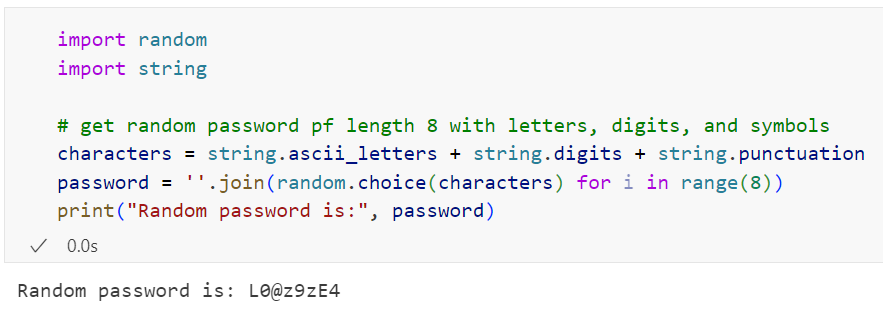 import random
import string
# get random password pf length 8 with letters, digits, and symbols
characters = string.ascii_letters + string.digits + string.punctuation
password = ''.join(random.choice(characters) for i in range(8))
print("Random password is:", password)
✓ 0.0s
Random password is: L0@z9zE4